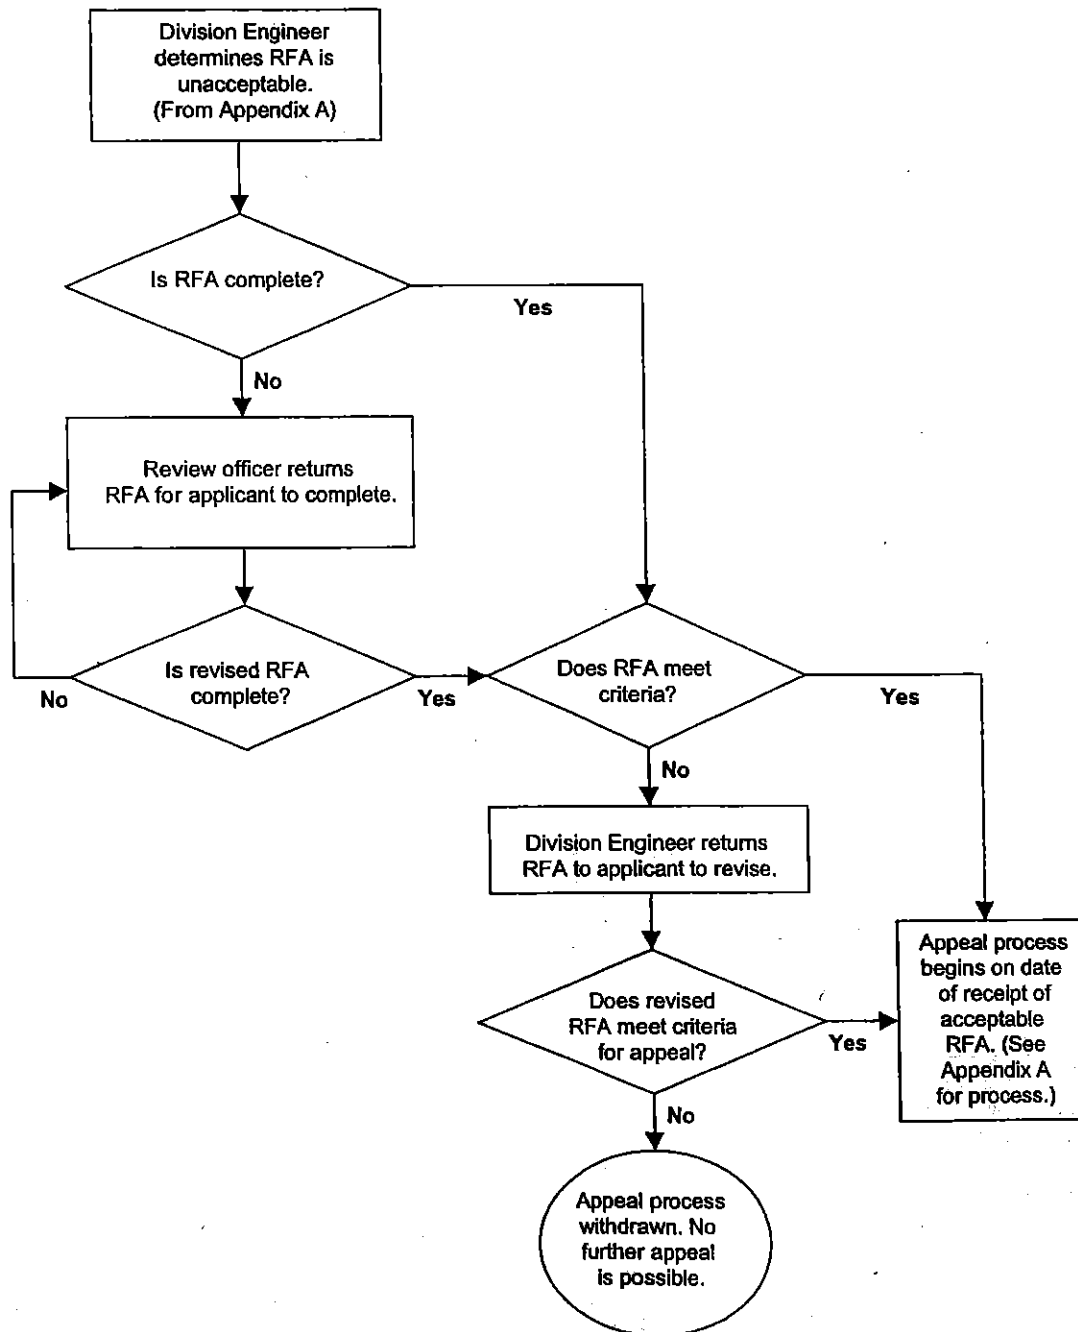 Division Engineer
determines RFA is
unacceptable.
(From Appendix A)
Is RFA complete?
Yes
No
Review officer returns
RFA for applicant to complete.
Is revised RFA
complete?
No
Yes
Does RFA meet
criteria?
Yes
No
Division Engineer returns
RFA to applicant to revise.
Does revised
RFA meet criteria
for appeal?
Yes
No
Appeal process
begins on date
of receipt of
acceptable
RFA. (See
Appendix A
for process.)
Appeal process
withdrawn. No
further appeal
is possible.